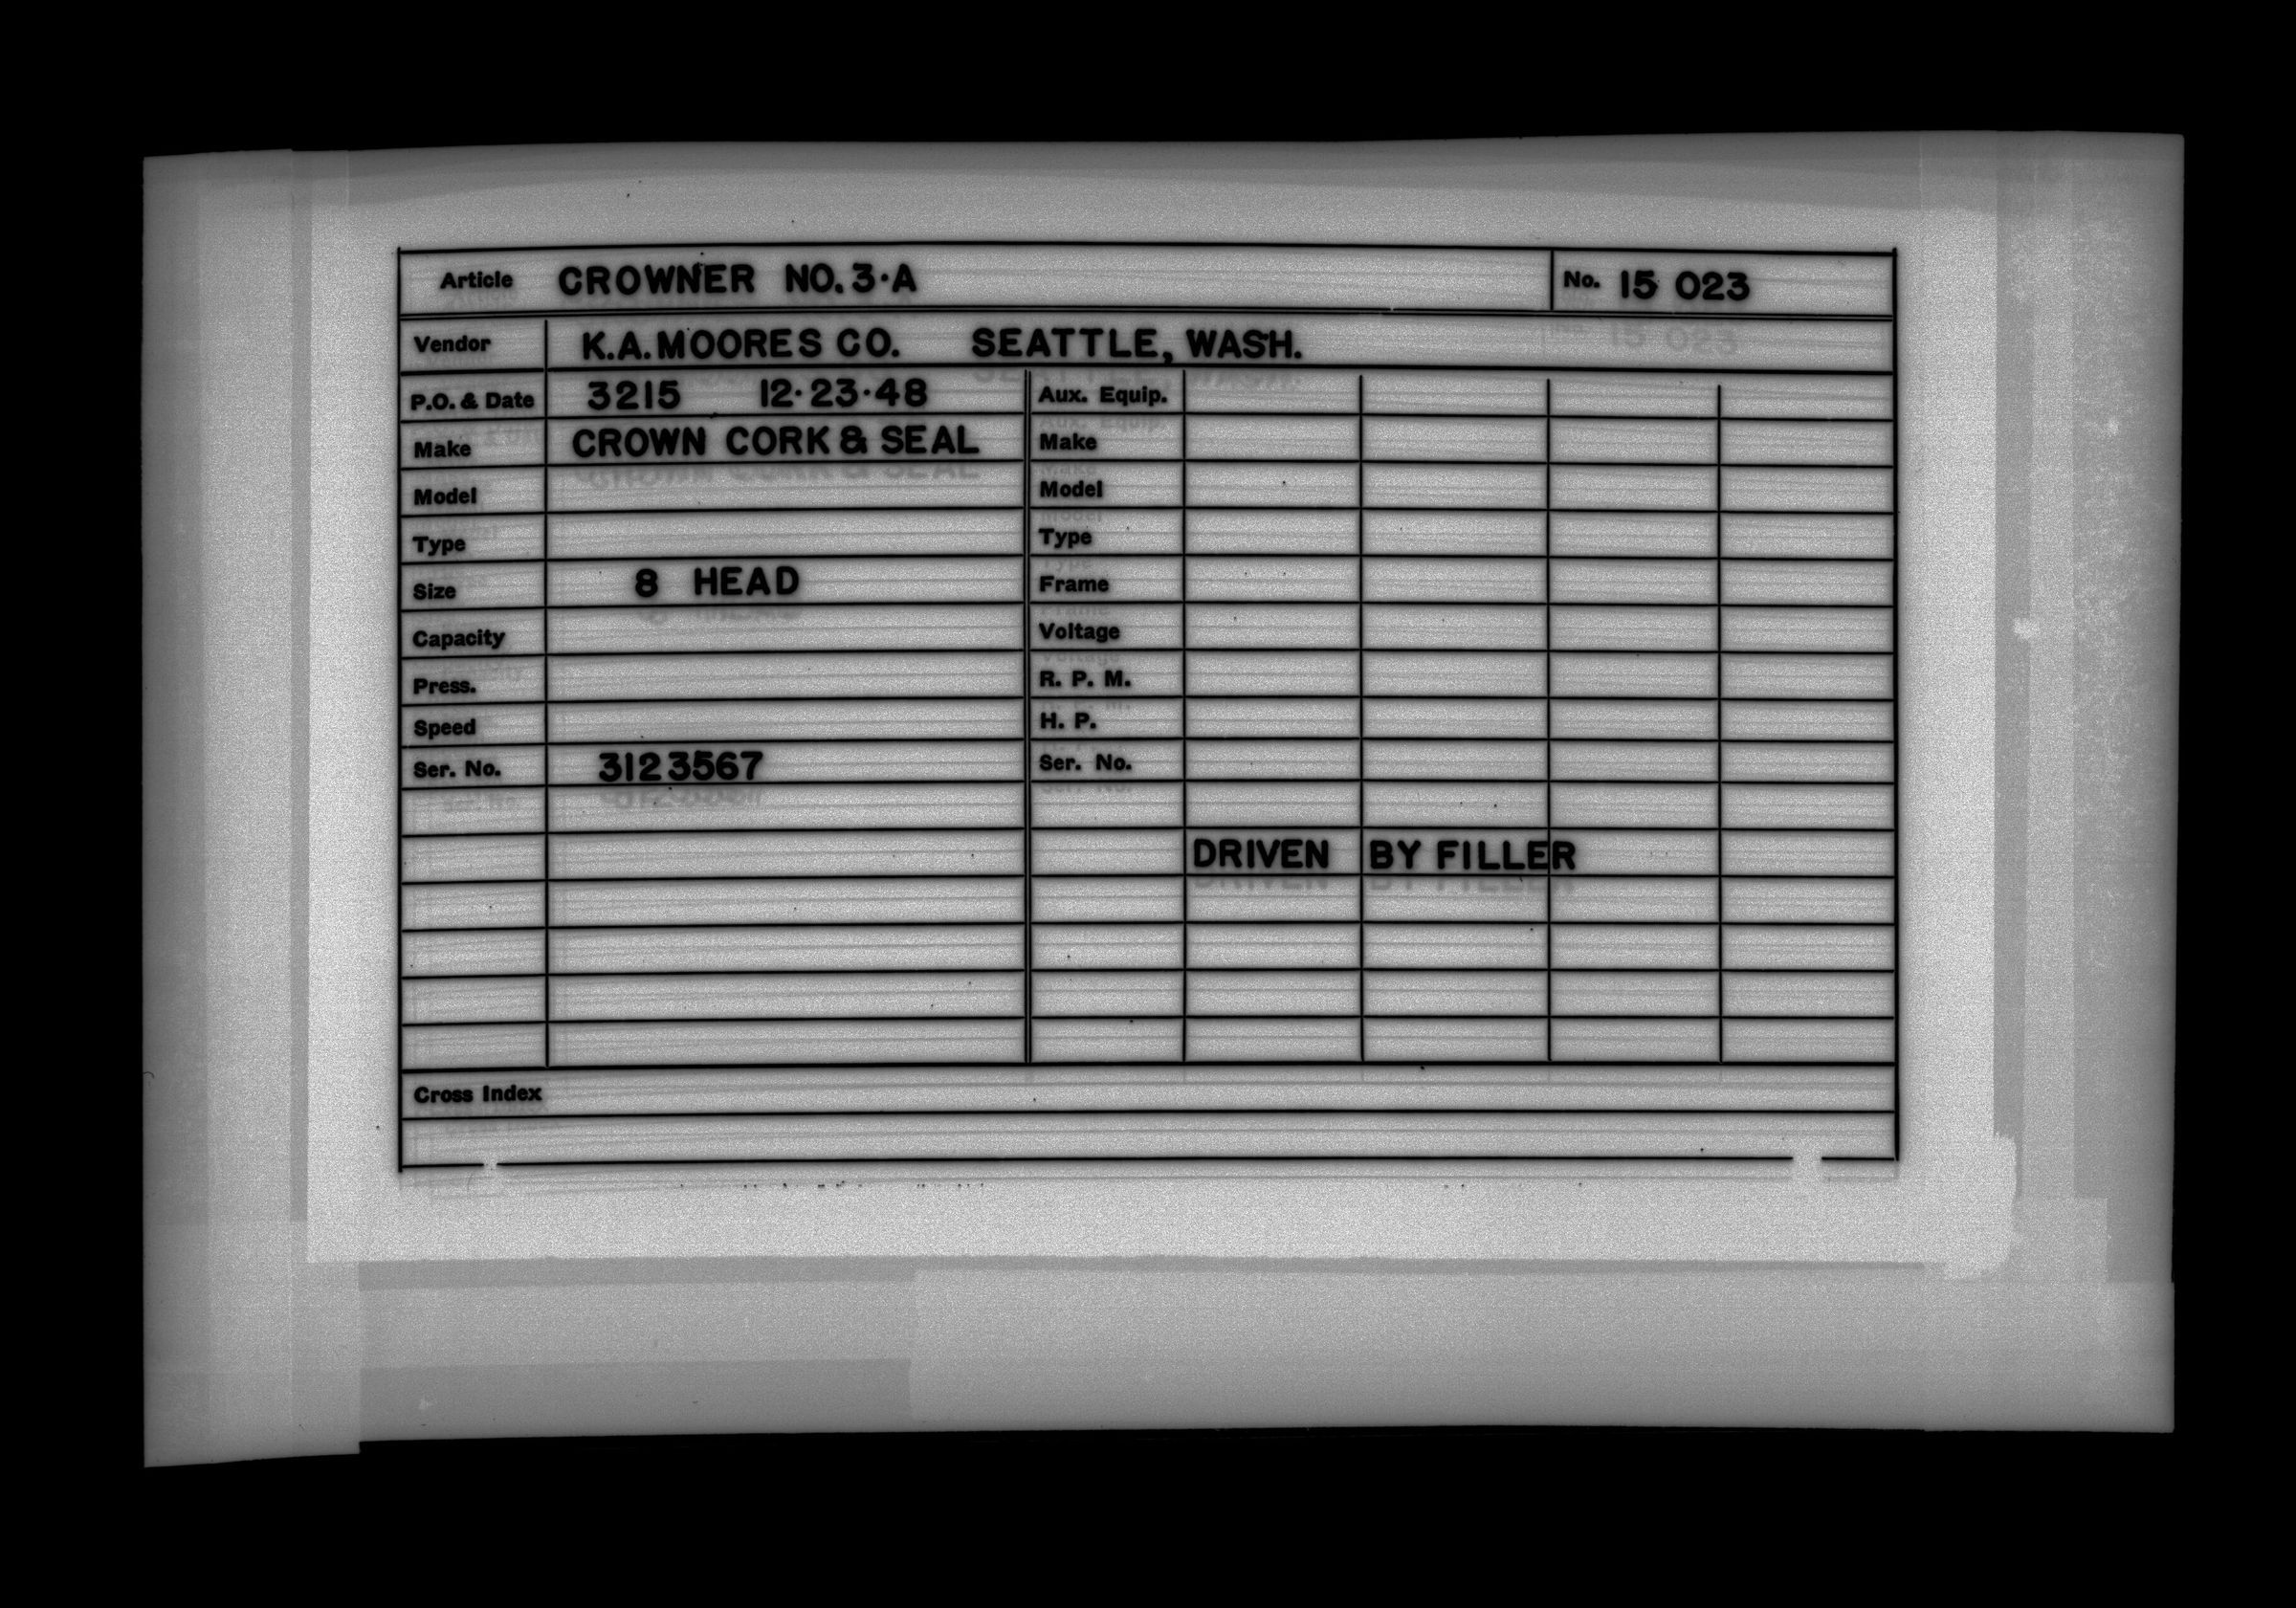 Article CROWNER NO. 3·A No. 15 023
Vendor K.A. MOORES CO. SEATTLE, WASH.
P.O. & Date 3215 12·23·48 Aux. Equip.
Make CROWN CORK & SEAL Make
Model Model
Type Type
Size 8 HEAD Frame
Capacity Voltage
Press. R. P. M.
Speed H. P.
Ser. No. 3123567 Ser. No.
DRIVEN BY FILLER
Cross Index